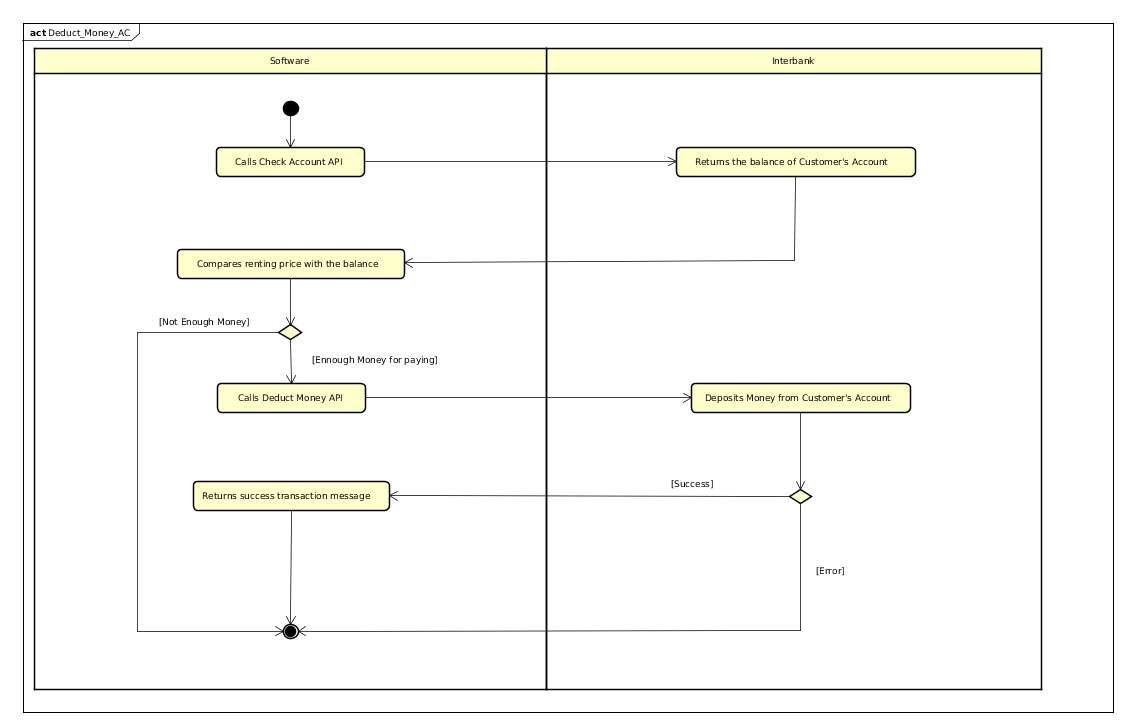 act Deduct_Money_AC
Software
Interbank
Calls Check Account API
Returns the balance of Customer's Account
Compares renting price with the balance
[Not Enough Money]
[Ennough Money for paying]
Calls Deduct Money API
Deposits Money from Customer's Account
Returns success transaction message
[Success]
[Error]